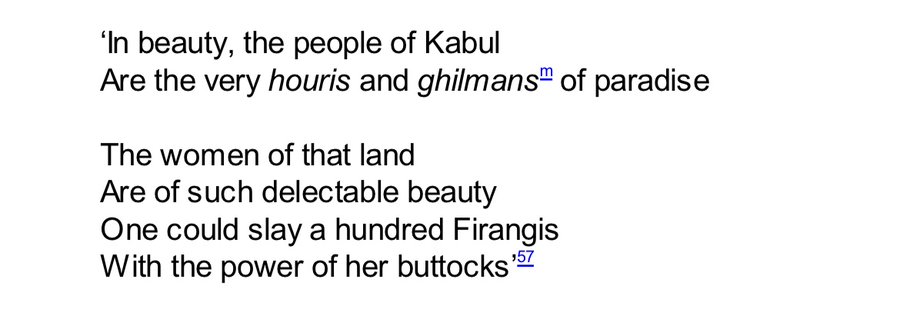 ‘In beauty, the people of Kabul
Are the very houris and ghilmansm of paradise
The women of that land
Are of such delectable beauty
One could slay a hundred Firangis
With the power of her buttocks’57